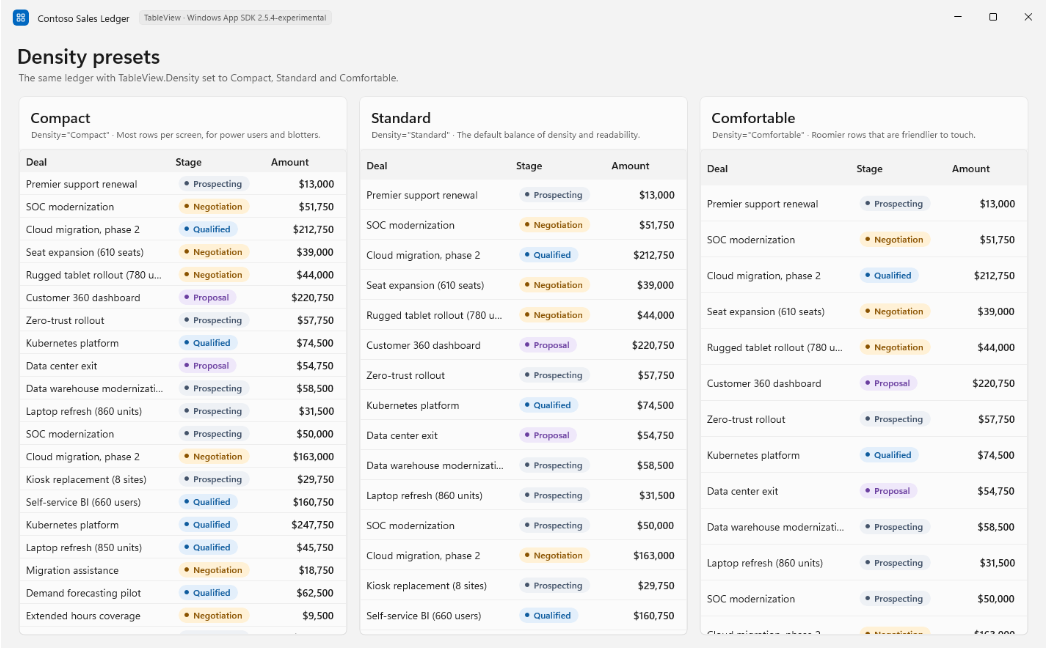 Contoso Sales Ledger
TableView · Windows App SDK 2.5.4-experimental
Density presets
The same ledger with TableView.Density set to Compact, Standard and Comfortable.
Compact
Density="Compact" · Most rows per screen, for power users and blotters.
Deal Stage Amount
Premier support renewal Prospecting $13,000
SOC modernization Negotiation $51,750
Cloud migration, phase 2 Qualified $212,750
Seat expansion (610 seats) Negotiation $39,000
Rugged tablet rollout (780 u... Negotiation $44,000
Customer 360 dashboard Proposal $220,750
Zero-trust rollout Prospecting $57,750
Kubernetes platform Qualified $74,500
Data center exit Proposal $54,750
Data warehouse modernizati... Prospecting $58,500
Laptop refresh (860 units) Prospecting $31,500
SOC modernization Prospecting $50,000
Cloud migration, phase 2 Negotiation $163,000
Kiosk replacement (8 sites) Prospecting $29,750
Self-service BI (660 users) Qualified $160,750
Kubernetes platform Qualified $247,750
Laptop refresh (850 units) Qualified $45,750
Migration assistance Negotiation $18,750
Demand forecasting pilot Qualified $62,500
Extended hours coverage Negotiation $9,500
Standard
Density="Standard" · The default balance of density and readability.
Deal Stage Amount
Premier support renewal Prospecting $13,000
SOC modernization Negotiation $51,750
Cloud migration, phase 2 Qualified $212,750
Seat expansion (610 seats) Negotiation $39,000
Rugged tablet rollout (780 u... Negotiation $44,000
Customer 360 dashboard Proposal $220,750
Zero-trust rollout Prospecting $57,750
Kubernetes platform Qualified $74,500
Data center exit Proposal $54,750
Data warehouse modernizati... Prospecting $58,500
Laptop refresh (860 units) Prospecting $31,500
SOC modernization Prospecting $50,000
Cloud migration, phase 2 Negotiation $163,000
Kiosk replacement (8 sites) Prospecting $29,750
Self-service BI (660 users) Qualified $160,750
Comfortable
Density="Comfortable" · Roomier rows that are friendlier to touch.
Deal Stage Amount
Premier support renewal Prospecting $13,000
SOC modernization Negotiation $51,750
Cloud migration, phase 2 Qualified $212,750
Seat expansion (610 seats) Negotiation $39,000
Rugged tablet rollout (780 u... Negotiation $44,000
Customer 360 dashboard Proposal $220,750
Zero-trust rollout Prospecting $57,750
Kubernetes platform Qualified $74,500
Data center exit Proposal $54,750
Data warehouse modernizati... Prospecting $58,500
Laptop refresh (860 units) Prospecting $31,500
SOC modernization Prospecting $50,000
Cloud migration, phase 2 Negotiation $163,000